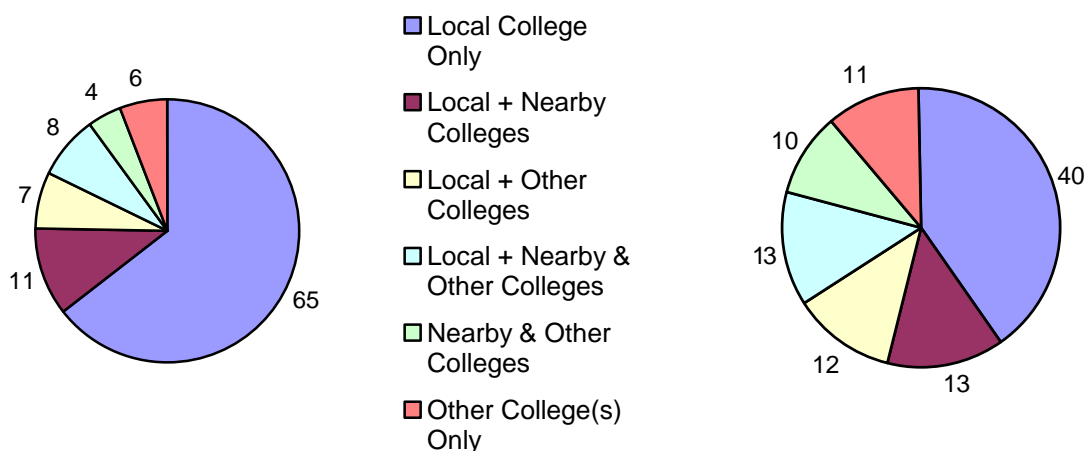 6
4
8
7
11
65
Local College
Only
Local + Nearby
Colleges
Local + Other
Colleges
Local + Nearby &
Other Colleges
Nearby & Other
Colleges
Other College(s)
Only
11
10
13
12
13
40